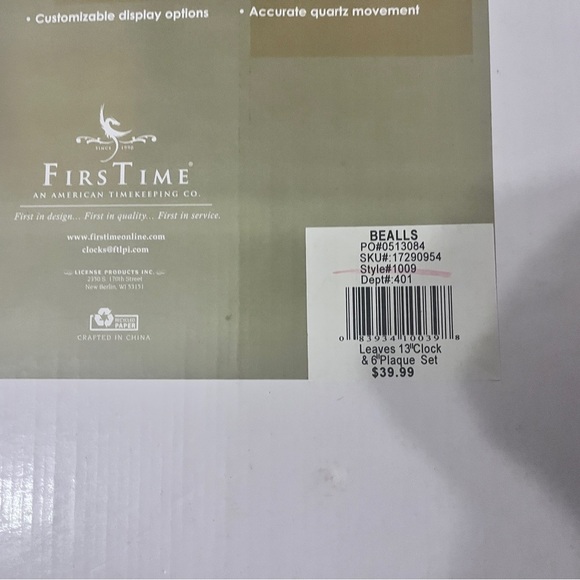 • Customizable display options
• Accurate quartz movement
SINCE 1990
FIRSTIME®
AN AMERICAN TIMEKEEPING CO.
First in design... First in quality... First in service.
www.firstimeonline.com
clocks@ftlpi.com
LICENSE PRODUCTS INC.
New Berlin, WI 53151
RECYCLED
PAPER
CRAFTED IN CHINA
BEALLS
PO#0513084
SKU#:17290954
Style#1009
Dept#:401
Leaves 13"Clock
& 6"Plaque Set
$39.99